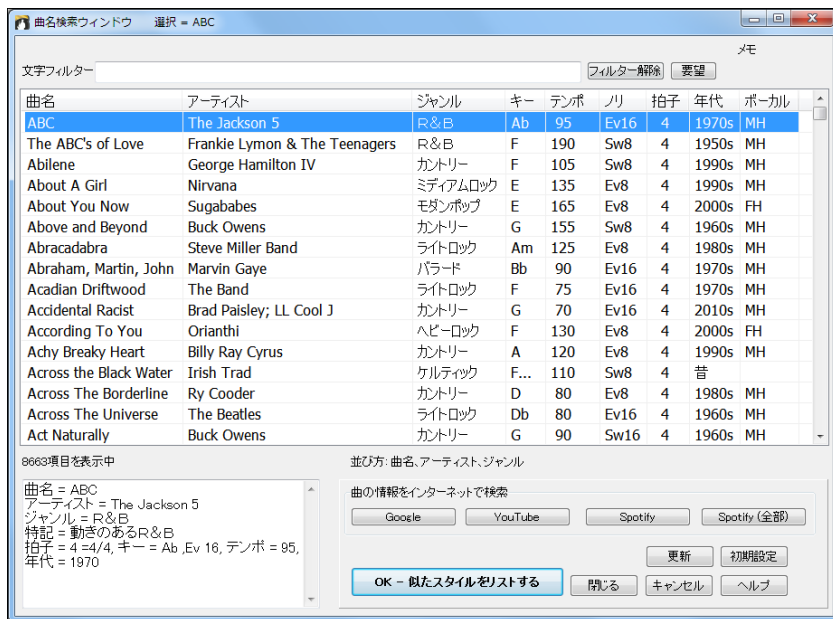 曲名検索ウィンドウ 選択 = ABC
メモ
文字フィルター フィルター解除 要望
曲名 アーティスト ジャンル キー テンポ ノリ 拍子 年代 ボーカル
ABC The Jackson 5 R&B Ab 95 Ev16 4 1970s MH
The ABC's of Love Frankie Lymon & The Teenagers R&B F 190 Sw8 4 1950s MH
Abilene George Hamilton IV カントリー F 105 Sw8 4 1990s MH
About A Girl Nirvana ミディアムロック E 135 Ev8 4 1990s MH
About You Now Sugababes モダンポップ E 165 Ev8 4 2000s FH
Above and Beyond Buck Owens カントリー G 155 Sw8 4 1960s MH
Abracadabra Steve Miller Band ライトロック Am 125 Ev8 4 1980s MH
Abraham, Martin, John Marvin Gaye バラード Bb 90 Ev16 4 1970s MH
Acadian Driftwood The Band ライトロック F 75 Ev16 4 1970s MH
Accidental Racist Brad Paisley; LL Cool J カントリー G 70 Ev16 4 2010s MH
According To You Orianthi ヘビーロック F 130 Ev8 4 2000s FH
Achy Breaky Heart Billy Ray Cyrus カントリー A 120 Ev8 4 1990s MH
Across the Black Water Irish Trad ケルティック F... 110 Sw8 4 昔
Across The Borderline Ry Cooder カントリー D 80 Ev8 4 1980s MH
Across The Universe The Beatles ライトロック Db 80 Ev16 4 1960s MH
Act Naturally Buck Owens カントリー G 90 Sw16 4 1960s MH
8663項目を表示中 並び方: 曲名、アーティスト、ジャンル
曲名 = ABC
アーティスト = The Jackson 5
ジャンル = R&B
特記 = 動きのあるR&B
拍子 = 4 =4/4, キー = Ab ,Ev 16, テンポ = 95,
年代 = 1970
曲の情報をインターネットで検索
Google YouTube Spotify Spotify (全部)
更新 初期設定
OK - 似たスタイルをリストする 閉じる キャンセル ヘルプ